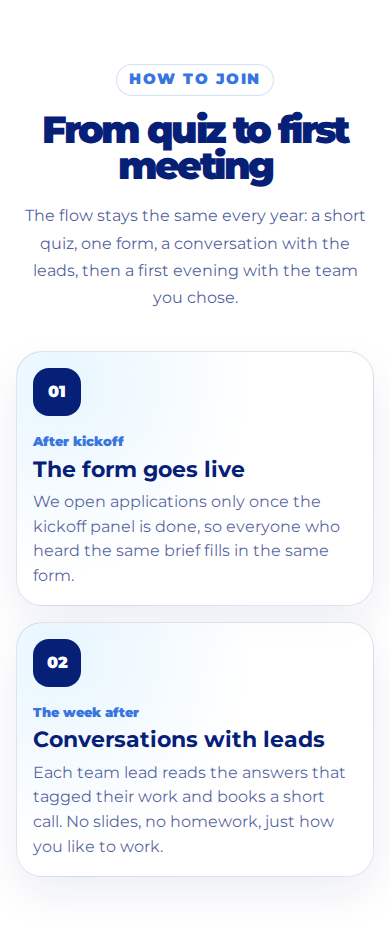 HOW TO JOIN
From quiz to first
meeting
The flow stays the same every year: a short
quiz, one form, a conversation with the
leads, then a first evening with the team
you chose.
01
After kickoff
The form goes live
We open applications only once the
kickoff panel is done, so everyone who
heard the same brief fills in the same
form.
02
The week after
Conversations with leads
Each team lead reads the answers that
tagged their work and books a short
call. No slides, no homework, just how
you like to work.